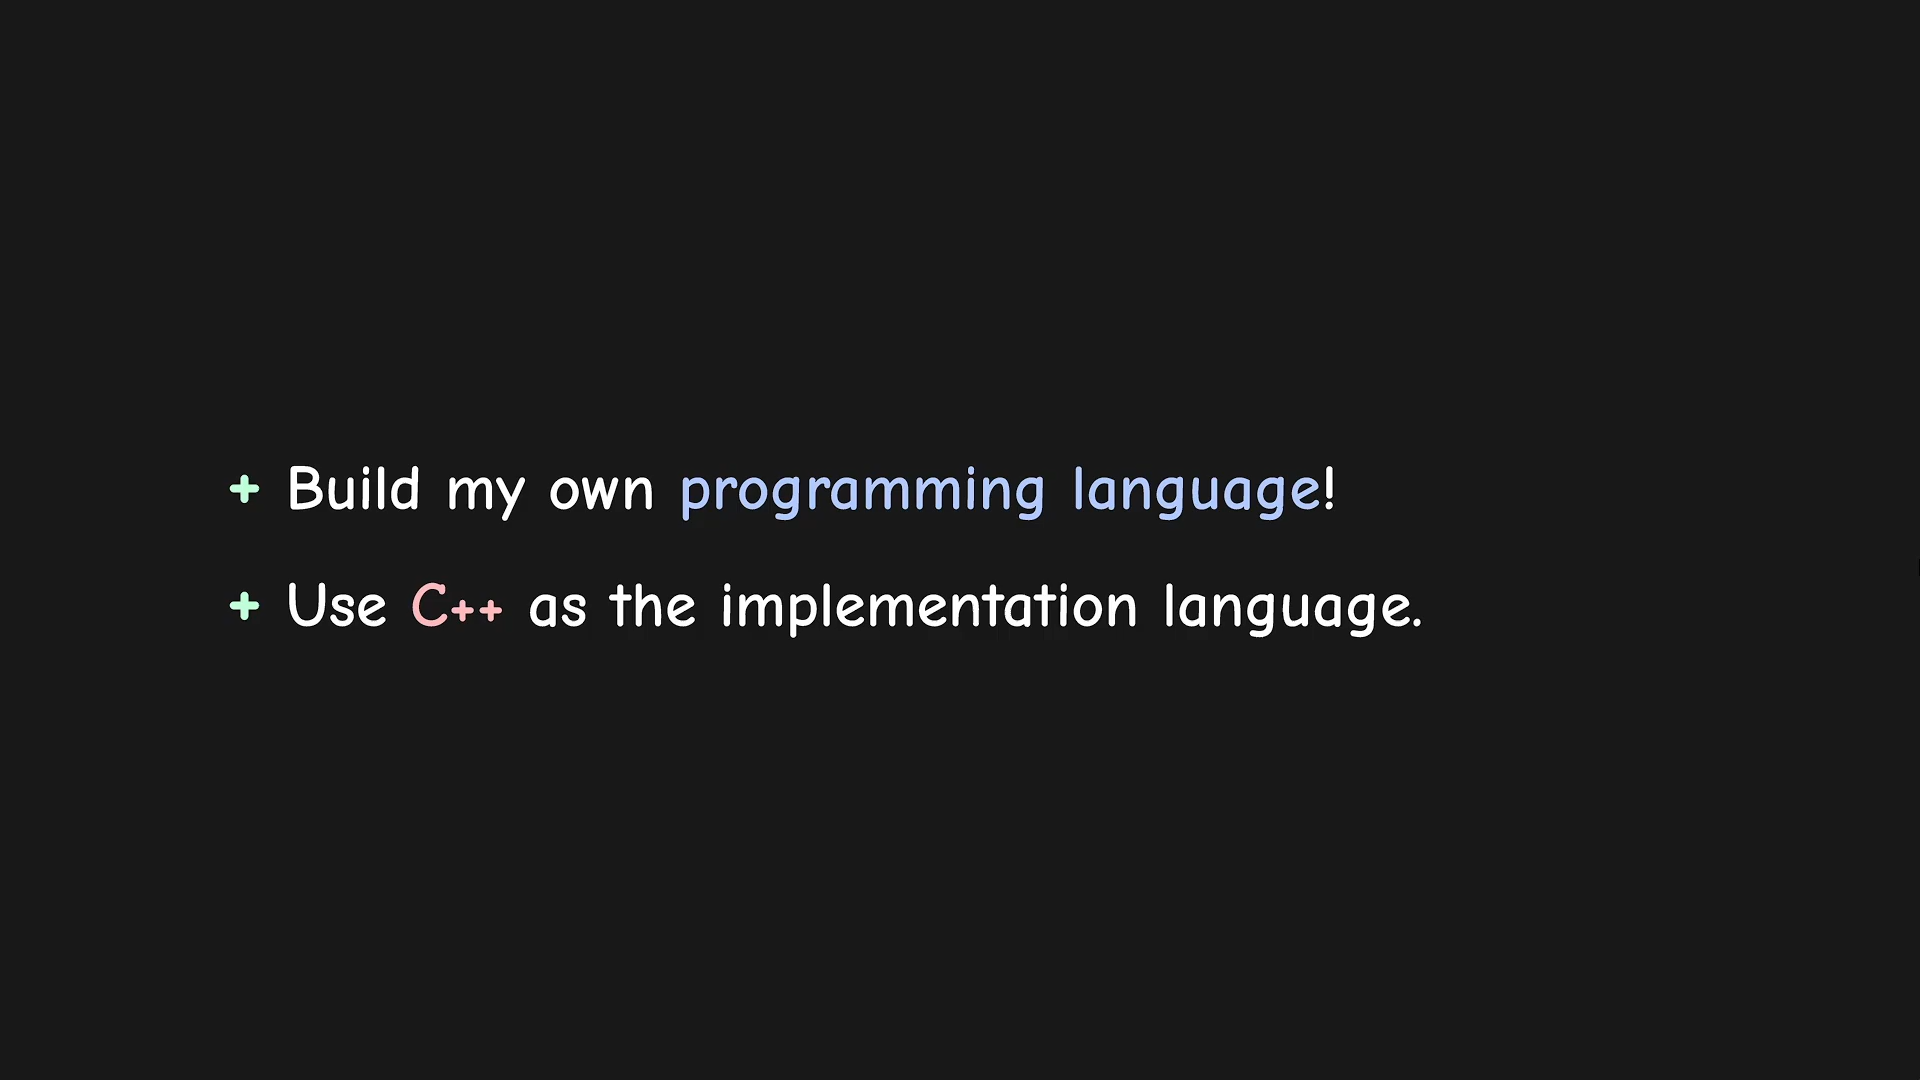 + Build my own programming language!
+ Use C++ as the implementation language.